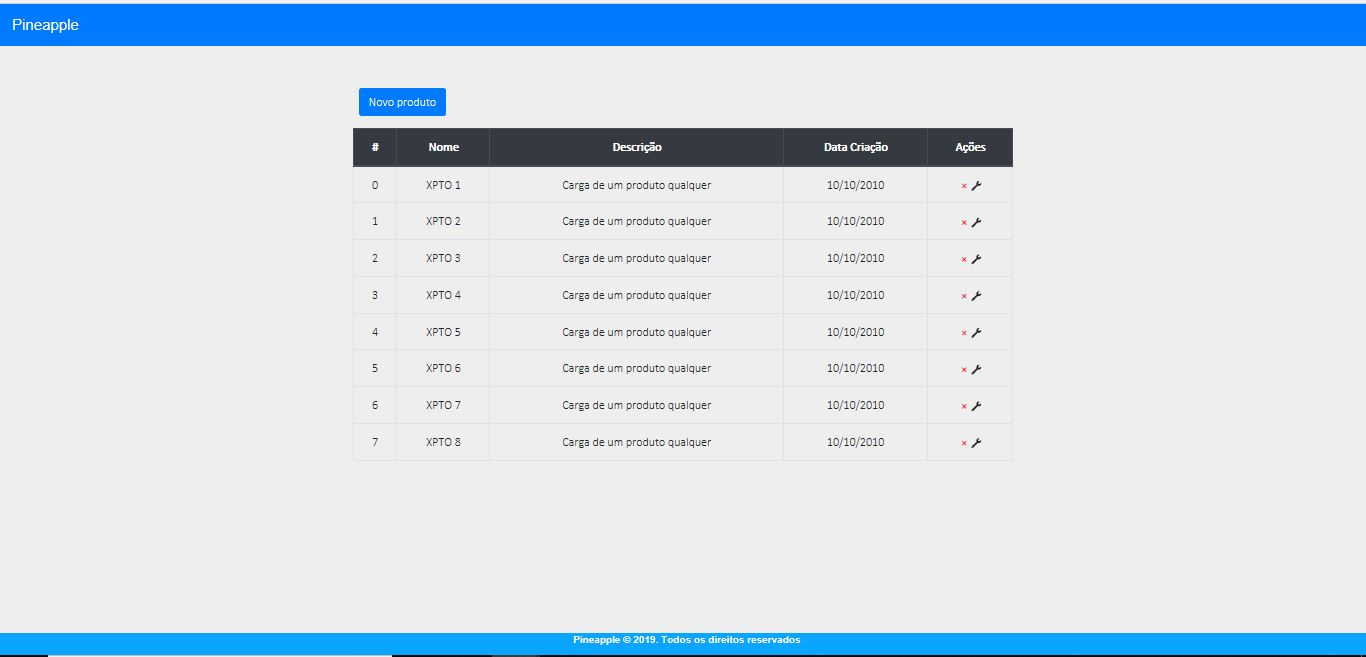 Pineapple
Novo produto
# Nome Descrição Data Criação Ações
0 XPTO 1 Carga de um produto qualquer 10/10/2010 ×
1 XPTO 2 Carga de um produto qualquer 10/10/2010 ×
2 XPTO 3 Carga de um produto qualquer 10/10/2010 ×
3 XPTO 4 Carga de um produto qualquer 10/10/2010 ×
4 XPTO 5 Carga de um produto qualquer 10/10/2010 ×
5 XPTO 6 Carga de um produto qualquer 10/10/2010 ×
6 XPTO 7 Carga de um produto qualquer 10/10/2010 ×
7 XPTO 8 Carga de um produto qualquer 10/10/2010 ×
Pineapple © 2019. Todos os direitos reservados